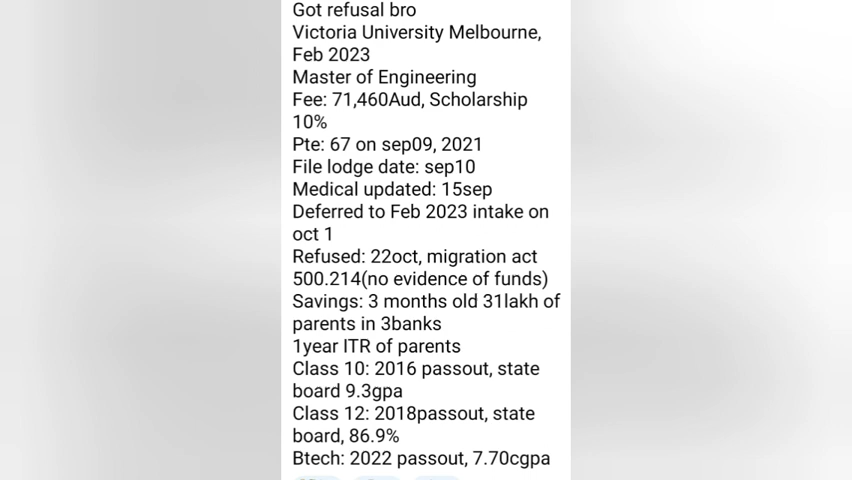 Got refusal bro
Victoria University Melbourne,
Feb 2023
Master of Engineering
Fee: 71,460Aud, Scholarship
10%
Pte: 67 on sep09, 2021
File lodge date: sep10
Medical updated: 15sep
Deferred to Feb 2023 intake on
oct 1
Refused: 22oct, migration act
500.214(no evidence of funds)
Savings: 3 months old 31lakh of
parents in 3banks
1year ITR of parents
Class 10: 2016 passout, state
board 9.3gpa
Class 12: 2018passout, state
board, 86.9%
Btech: 2022 passout, 7.70cgpa